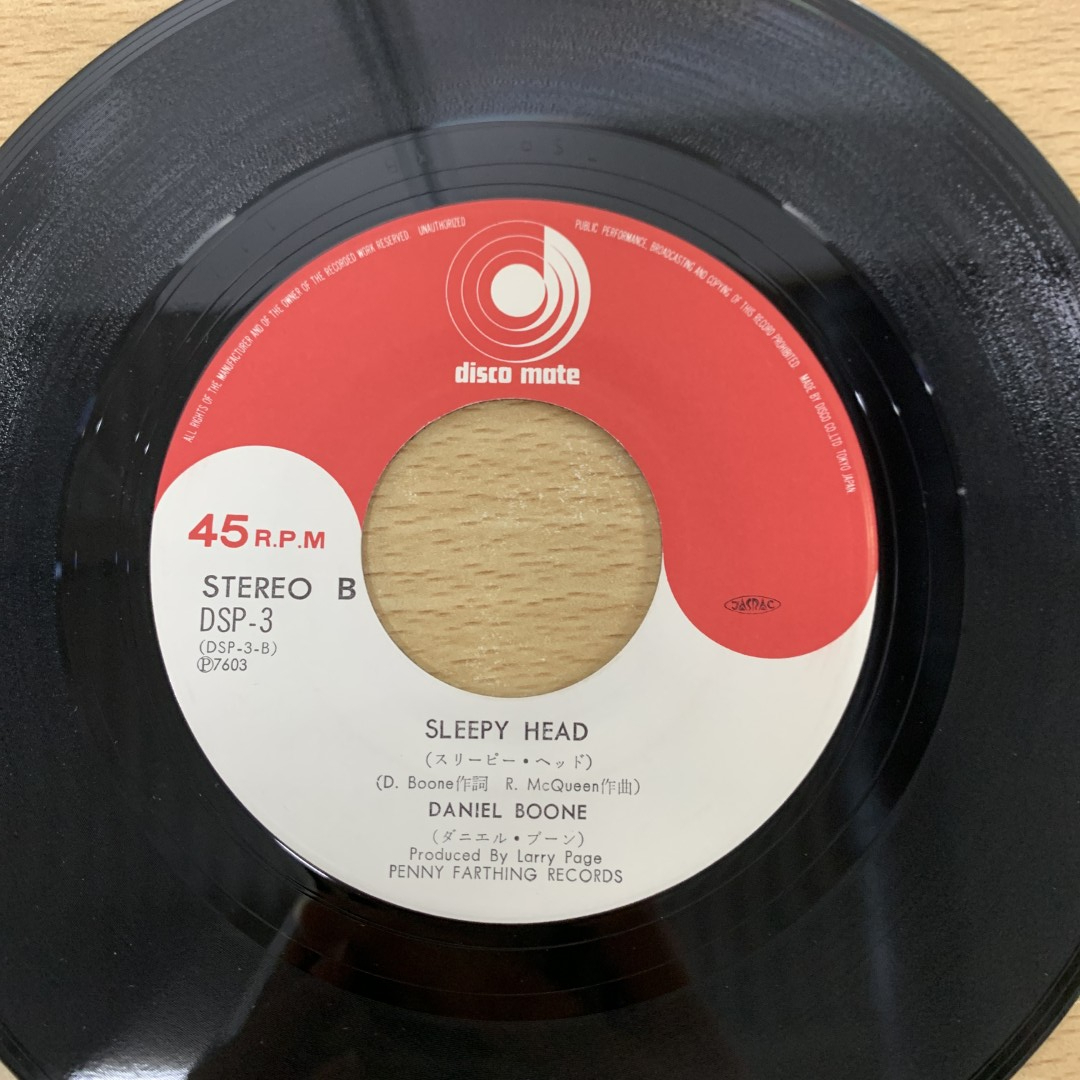 ALL RIGHTS OF THE MANUFACTURER AND OF THE OWNER OF THE RECORDED WORK RESERVED. UNAUTHORIZED PUBLIC PERFORMANCE, BROADCASTING AND COPYING OF THIS RECORD PROHIBITED. MADE BY DISCO CO., LTD. TOKYO JAPAN
disco mate
45 R.P.M
STEREO B
DSP-3
(DSP-3-B)
Ⓟ7603
JASRAC
SLEEPY HEAD
(スリーピー・ヘッド)
(D. Boone作詞 R. McQueen作曲)
DANIEL BOONE
(ダニエル・ブーン)
Produced By Larry Page
PENNY FARTHING RECORDS